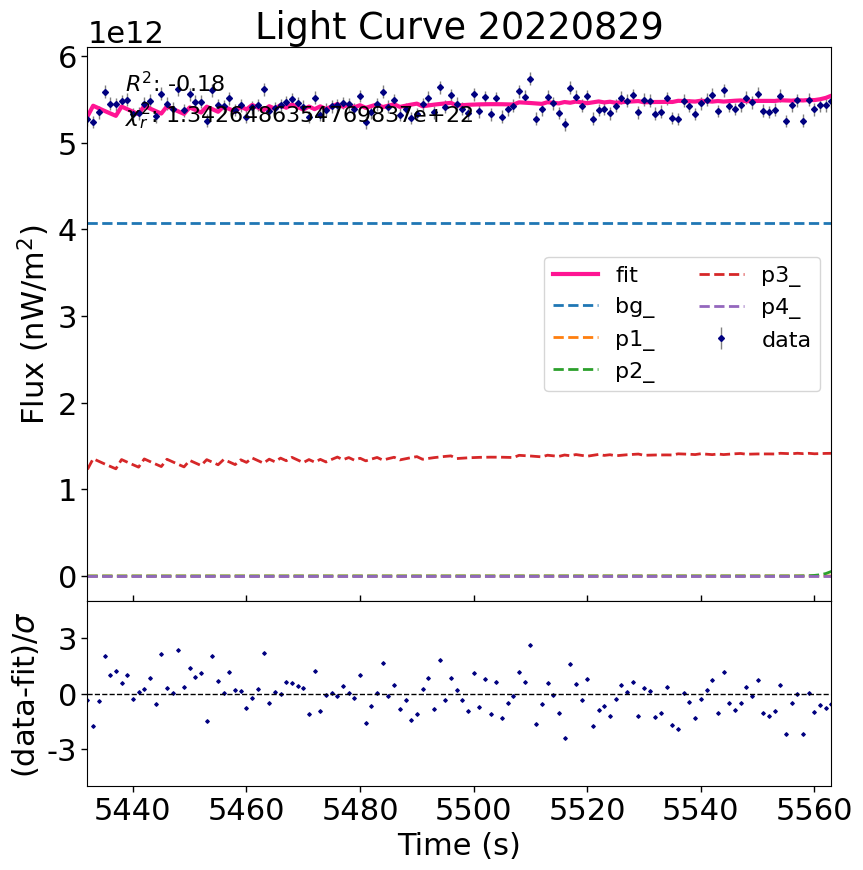 Light Curve 20220829
1e12
R²: -0.18
χ²ᵣ: 1.3426486354769837e+22
6
5
4
3
2
1
0
Flux (nW/m²)
fit
bg_
p1_
p2_
p3_
p4_
data
3
0
-3
(data-fit)/σ
5440 5460 5480 5500 5520 5540 5560
Time (s)